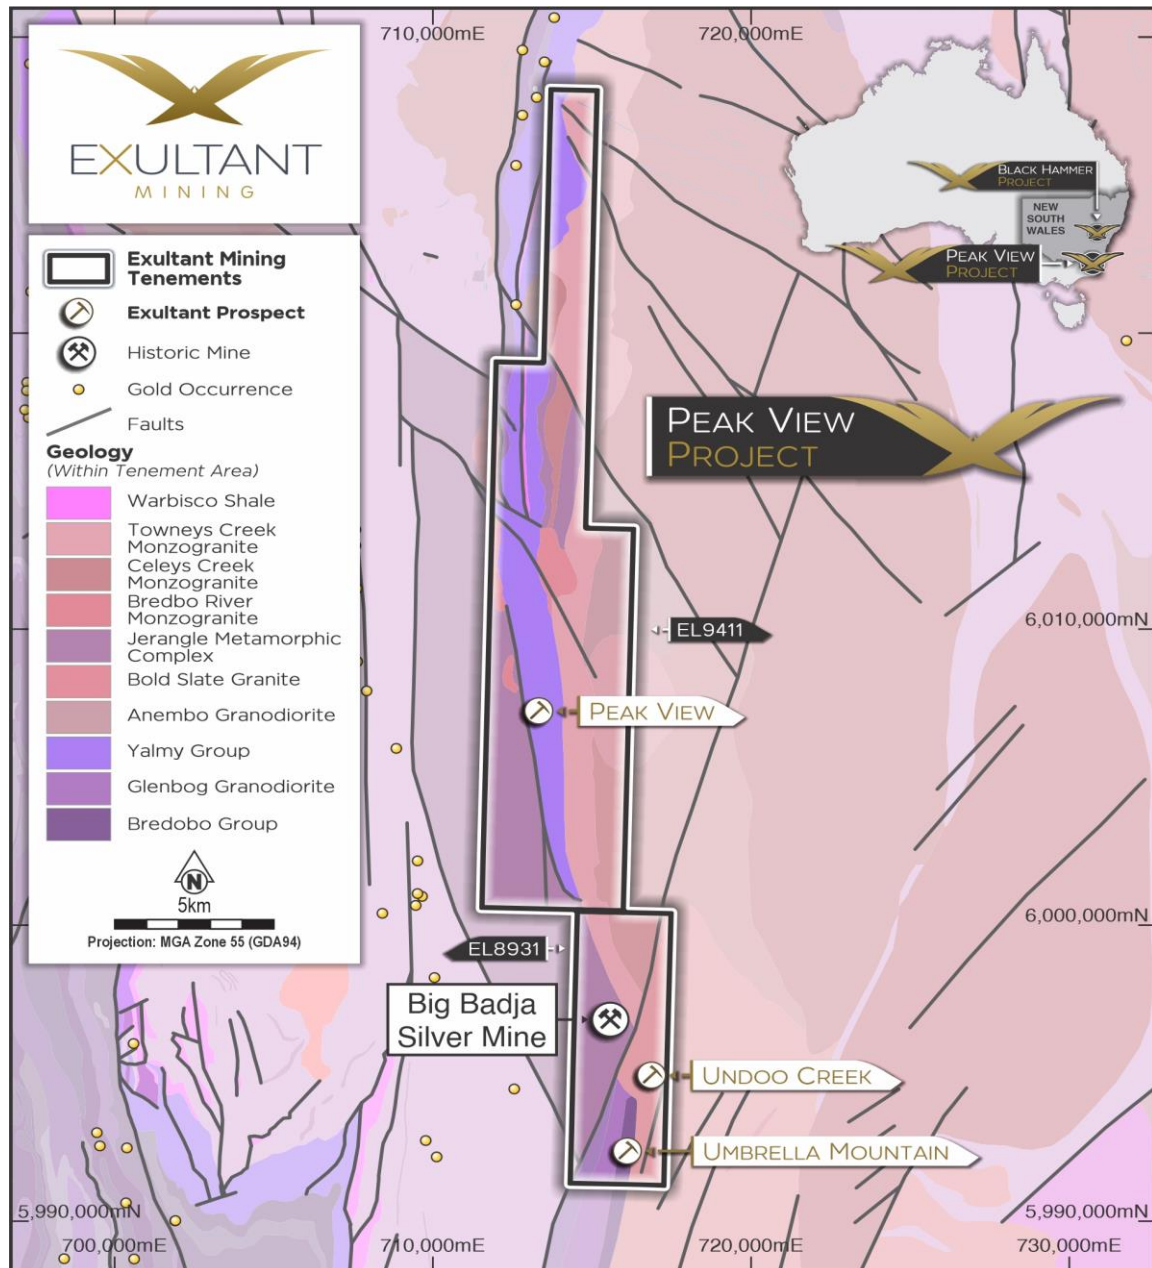 710,000mE
720,000mE
EXULTANT
MINING
Exultant Mining
Tenements
Exultant Prospect
Historic Mine
Gold Occurrence
Faults
Geology
(Within Tenement Area)
Warbisco Shale
Towneys Creek
Monzogranite
Celeys Creek
Monzogranite
Bredbo River
Monzogranite
Jerangle Metamorphic
Complex
Bold Slate Granite
Anembo Granodiorite
Yalmy Group
Glenbog Granodiorite
Bredobo Group
N
5km
Projection: MGA Zone 55 (GDA94)
BLACK HAMMER
PROJECT
NEW
SOUTH
WALES
PEAK VIEW
PROJECT
PEAK VIEW
PROJECT
6,010,000mN
EL9411
PEAK VIEW
6,000,000mN
EL8931
Big Badja
Silver Mine
UNDOO CREEK
UMBRELLA MOUNTAIN
5,990,000mN
5,990,000mN
700,000mE
710,000mE
720,000mE
730,000mE